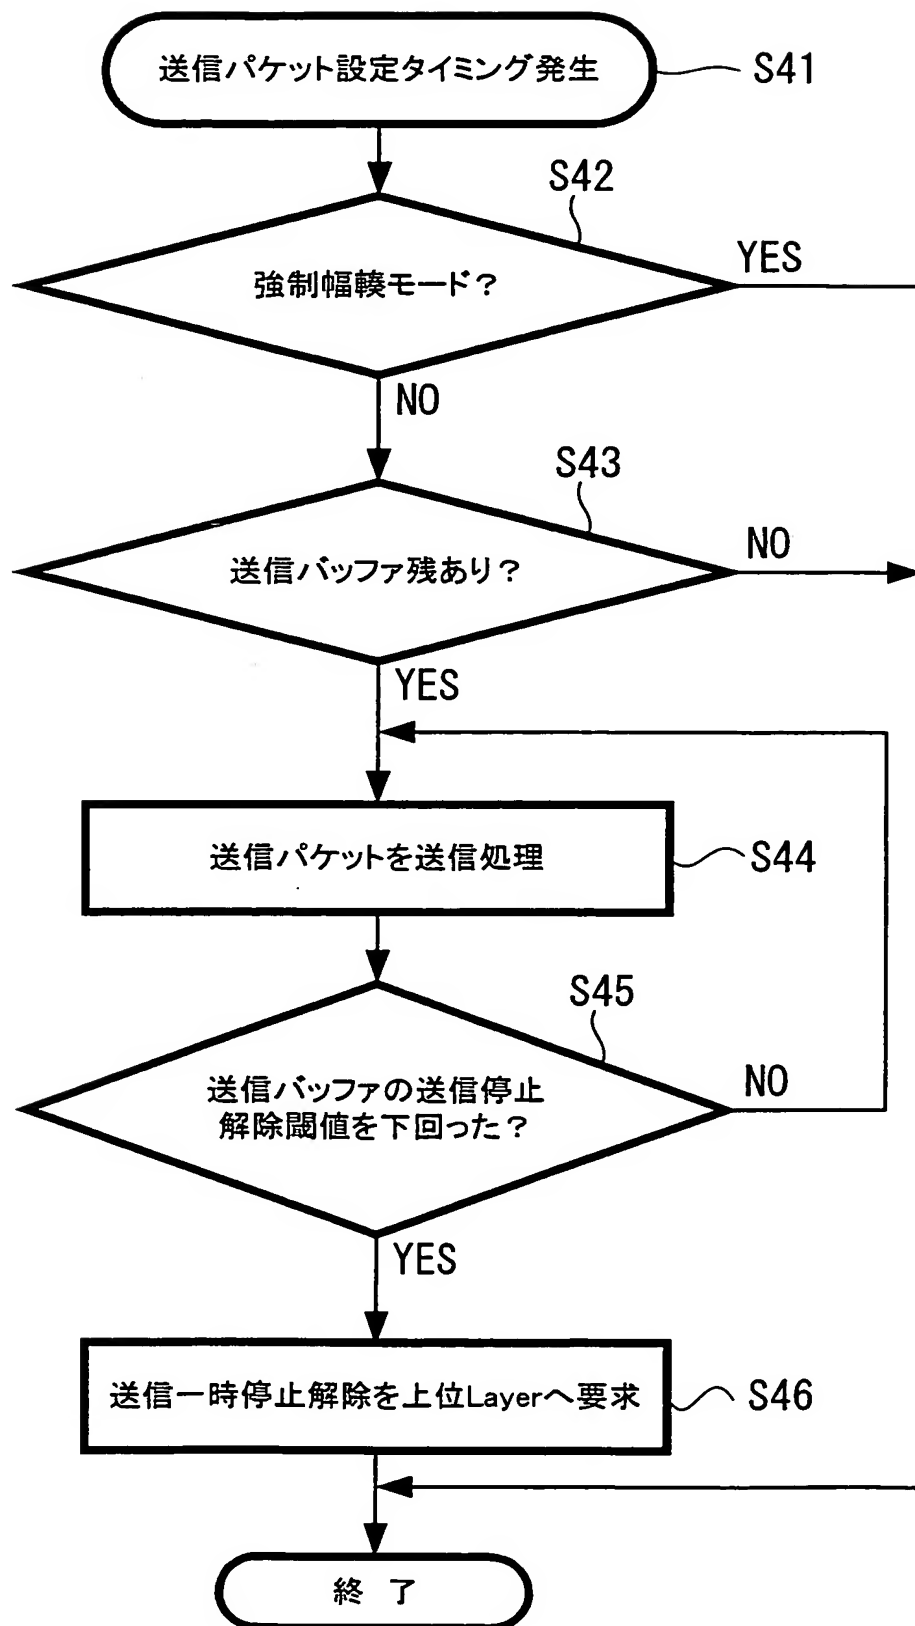 送信パケット設定タイミング発生
S41
S42
強制幅輳モード？
YES
NO
S43
送信バッファ残あり？
NO
YES
送信パケットを送信処理
S44
S45
送信バッファの送信停止
解除閾値を下回った？
NO
YES
送信一時停止解除を上位Layerへ要求
S46
終 了